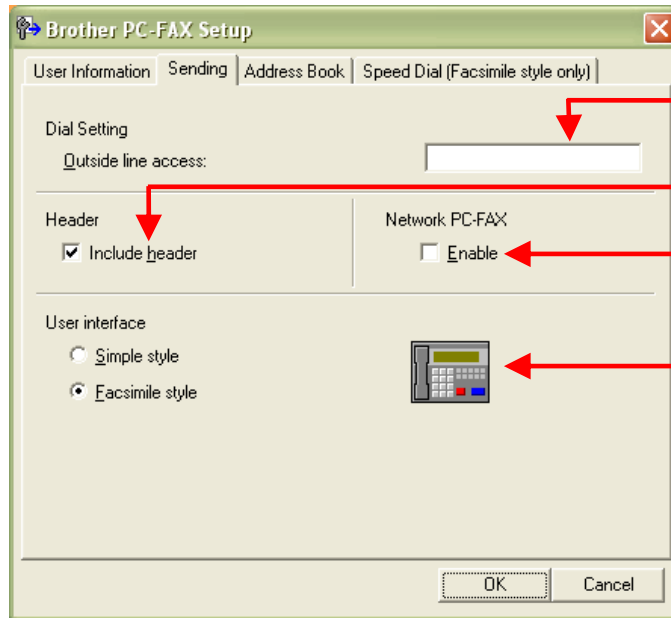 Brother PC-FAX Setup
User Information Sending Address Book Speed Dial (Facsimile style only)
Dial Setting
Outside line access:
Header Network PC-FAX
Include header Enable
User interface
Simple style
Facsimile style
OK Cancel